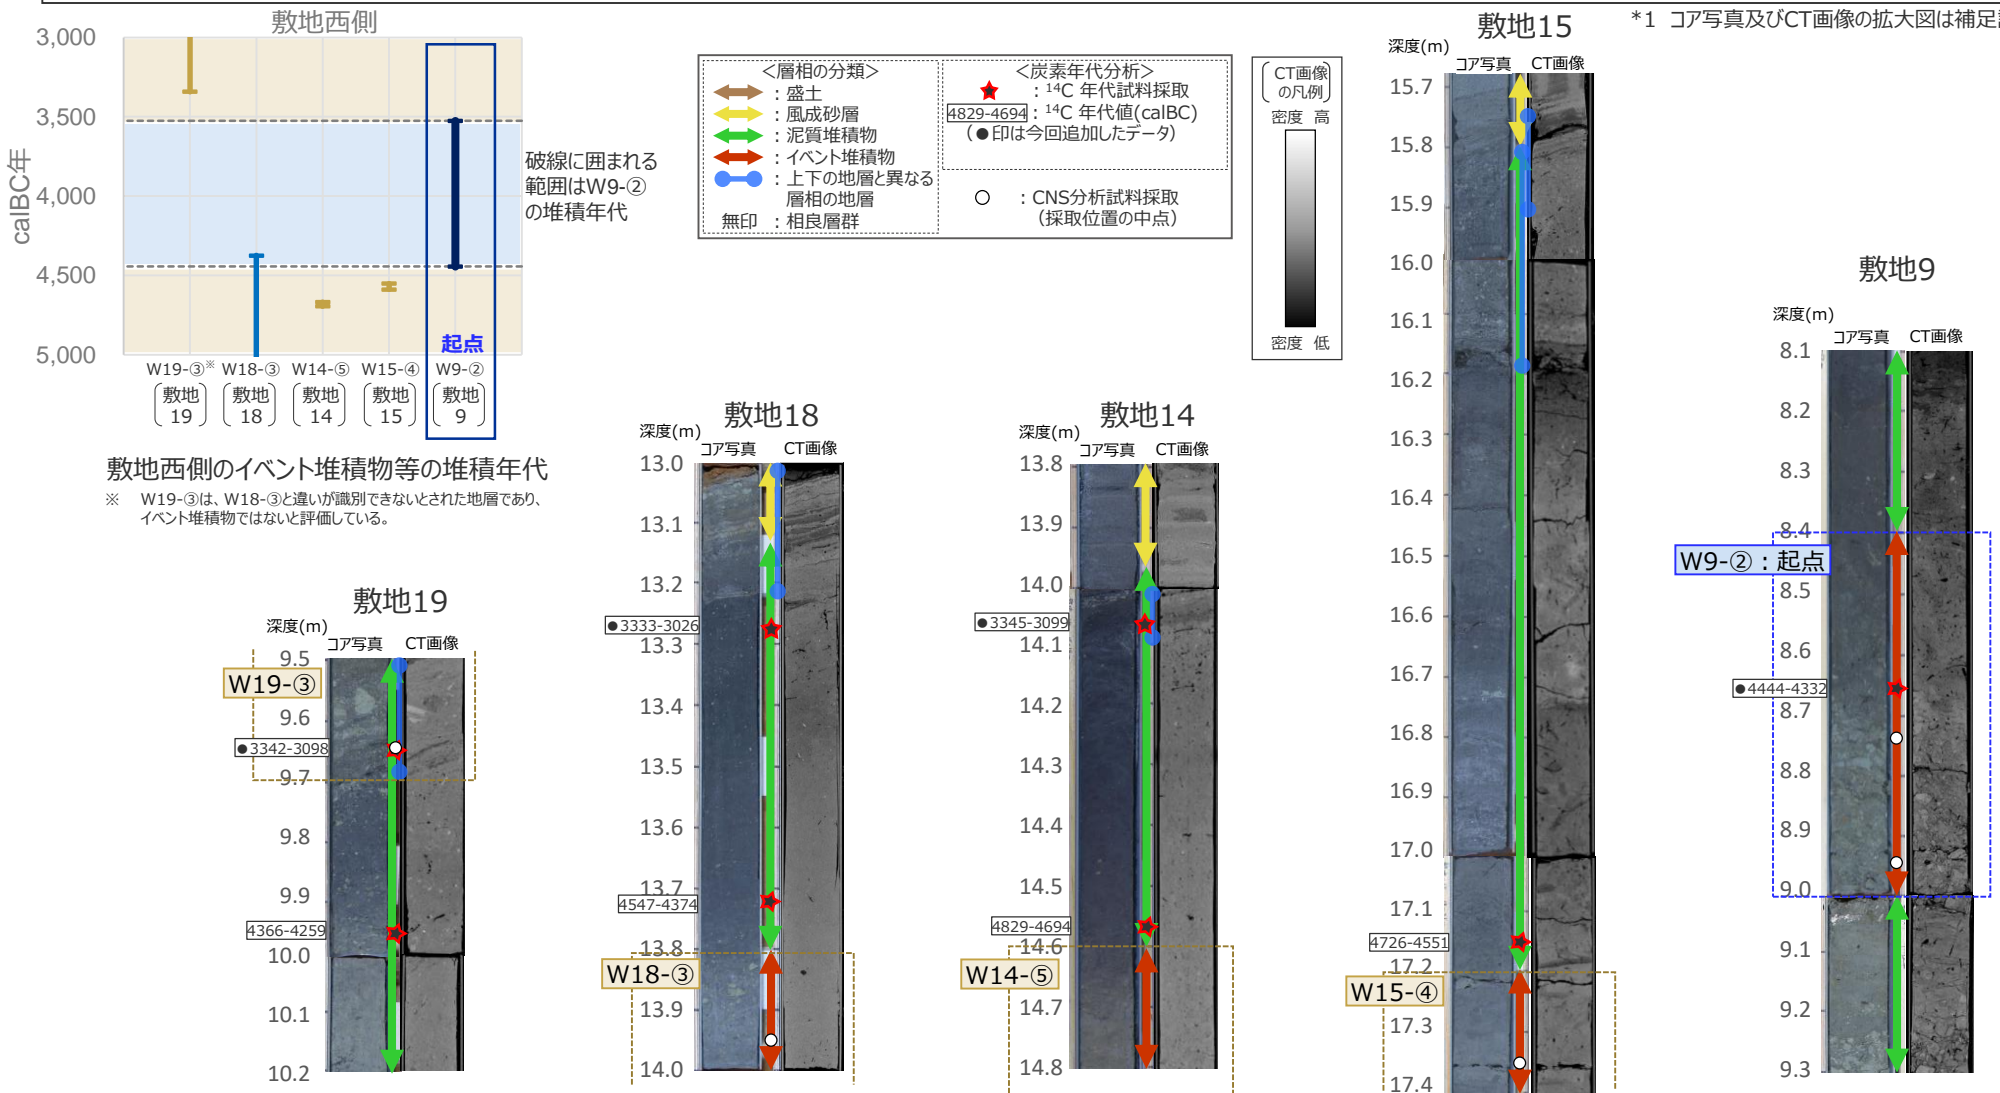 敷地西側
3,000
3,500
4,000
4,500
5,000
calBC年
破線に囲まれる
範囲はW9-②
の堆積年代
起点
W19-③※ W18-③ W14-⑤ W15-④ W9-②
敷地 19
敷地 18
敷地 14
敷地 15
敷地 9
敷地西側のイベント堆積物等の堆積年代
※ W19-③は、W18-③と違いが識別できないとされた地層であり、
イベント堆積物ではないと評価している。
<層相の分類>
:盛土
:風成砂層
:泥質堆積物
:イベント堆積物
:上下の地層と異なる
層相の地層
無印 :相良層群
<炭素年代分析>
:14C 年代試料採取
4829-4694 :14C 年代値(calBC)
(●印は今回追加したデータ)
:CNS分析試料採取
(採取位置の中点)
CT画像
の凡例
密度 高
密度 低
*1 コア写真及びCT画像の拡大図は補足
敷地19
深度(m)
コア写真 CT画像
9.5
W19-③
9.6
●3342-3098
9.7
9.8
9.9
4366-4259
10.0
10.1
10.2
敷地18
深度(m)
コア写真 CT画像
13.0
13.1
13.2
●3333-3026
13.3
13.4
13.5
13.6
13.7
4547-4374
13.8
W18-③
13.9
14.0
敷地14
深度(m)
コア写真 CT画像
13.8
13.9
14.0
●3345-3099
14.1
14.2
14.3
14.4
14.5
4829-4694
14.6
W14-⑤
14.7
14.8
敷地15
深度(m)
コア写真 CT画像
15.7
15.8
15.9
16.0
16.1
16.2
16.3
16.4
16.5
16.6
16.7
16.8
16.9
17.0
17.1
4726-4551
17.2
W15-④
17.3
17.4
敷地9
深度(m)
コア写真 CT画像
8.1
8.2
8.3
8.4
W9-②:起点
8.5
8.6
●4444-4332
8.7
8.8
8.9
9.0
9.1
9.2
9.3